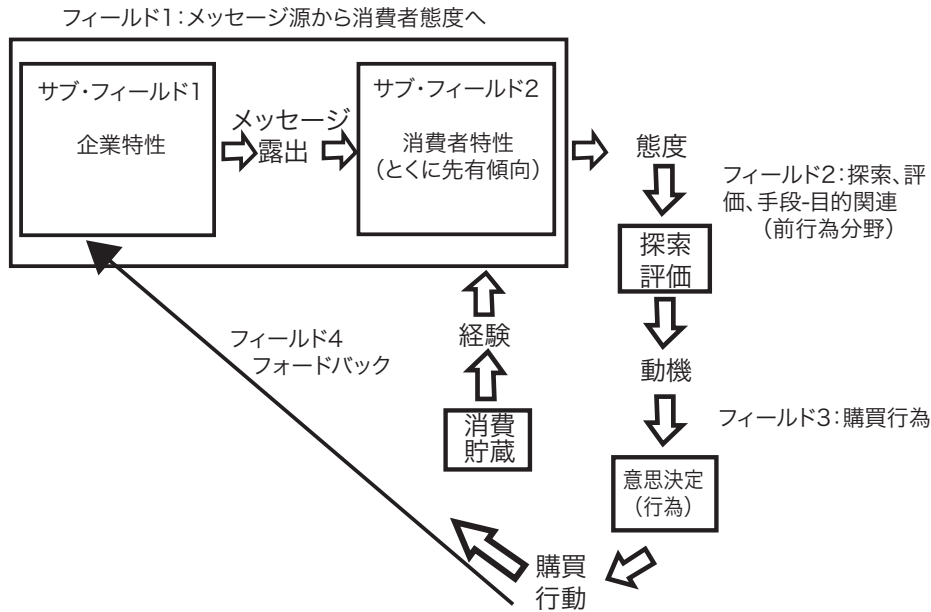 フィールド1：メッセージ源から消費者態度へ
サブ・フィールド1
企業特性
メッセージ
露出
サブ・フィールド2
消費者特性
（とくに先有傾向）
態度
フィールド2：探索、評
価、手段-目的関連
（前行為分野）
探索
評価
動機
フィールド3：購買行為
意思決定
（行為）
購買
行動
消費
貯蔵
経験
フィールド4
フォードバック